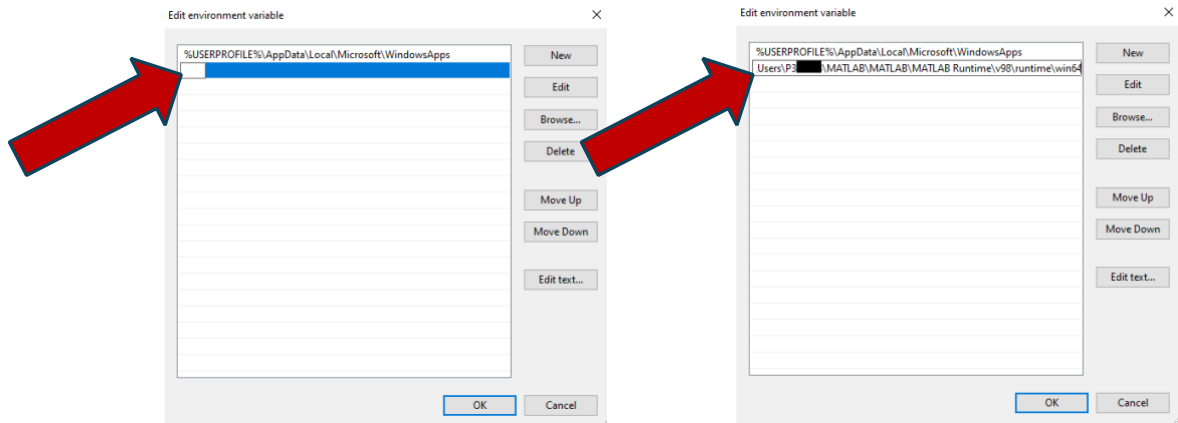 Edit environment variable
%USERPROFILE%\AppData\Local\Microsoft\WindowsApps
New
Edit
Browse...
Delete
Move Up
Move Down
Edit text...
OK
Cancel
Edit environment variable
%USERPROFILE%\AppData\Local\Microsoft\WindowsApps
Users\P3 \MATLAB\MATLAB\MATLAB Runtime\v98\runtime\win64
New
Edit
Browse...
Delete
Move Up
Move Down
Edit text...
OK
Cancel